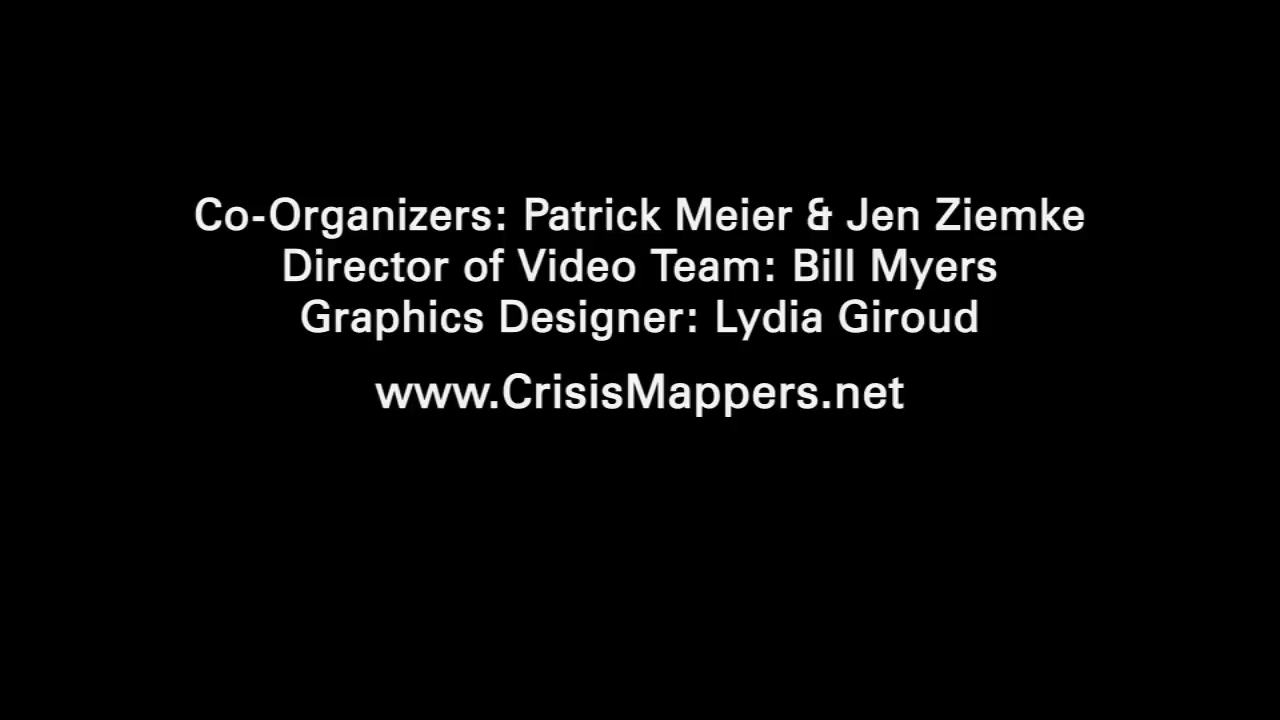 Co-Organizers: Patrick Meier & Jen Ziemke
Director of Video Team: Bill Myers
Graphics Designer: Lydia Giroud
www.CrisisMappers.net